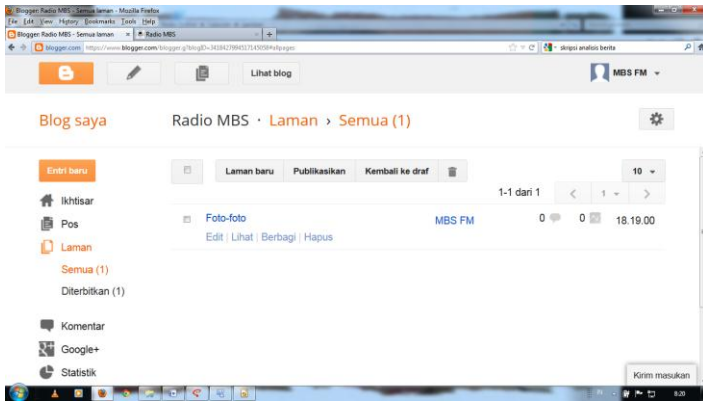 Blogger: Radio MBS - Semua laman - Mozilla Firefox
File Edit View History Bookmarks Tools Help
Blogger: Radio MBS - Semua laman × Radio MBS +
blogger.com
skripsi analisis berita
Lihat blog
MBS FM
Blog saya
Radio MBS · Laman › Semua (1)
Entri baru
Laman baru Publikasikan Kembali ke draf 10
1-1 dari 1 < 1 >
Ikhtisar
Pos
Laman
Semua (1)
Diterbitkan (1)
Foto-foto MBS FM 0 0 18.19.00
Edit | Lihat | Berbagi | Hapus
Komentar
Google+
Statistik
Kirim masukan
9:20